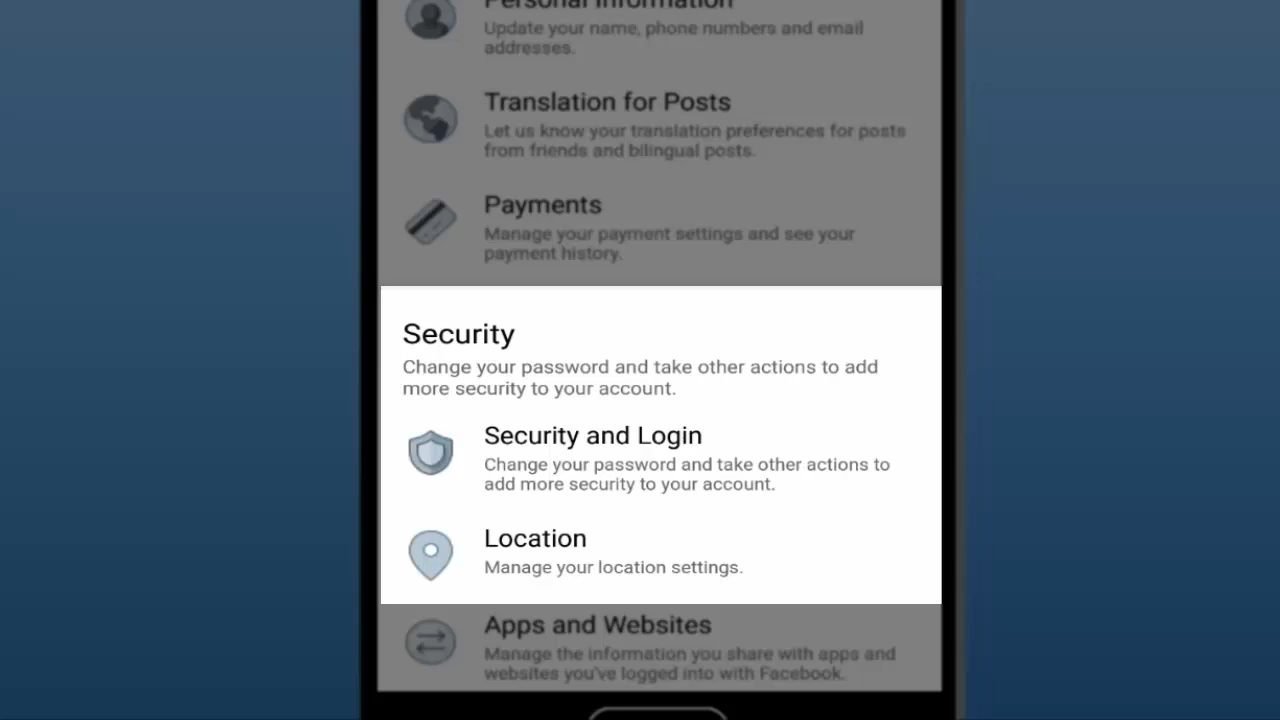 Personal Information
Update your name, phone numbers and email
addresses.
Translation for Posts
Let us know your translation preferences for posts
from friends and bilingual posts.
Payments
Manage your payment settings and see your
payment history.
Security
Change your password and take other actions to add
more security to your account.
Security and Login
Change your password and take other actions to
add more security to your account.
Location
Manage your location settings.
Apps and Websites
Manage the information you share with apps and
websites you've logged into with Facebook.